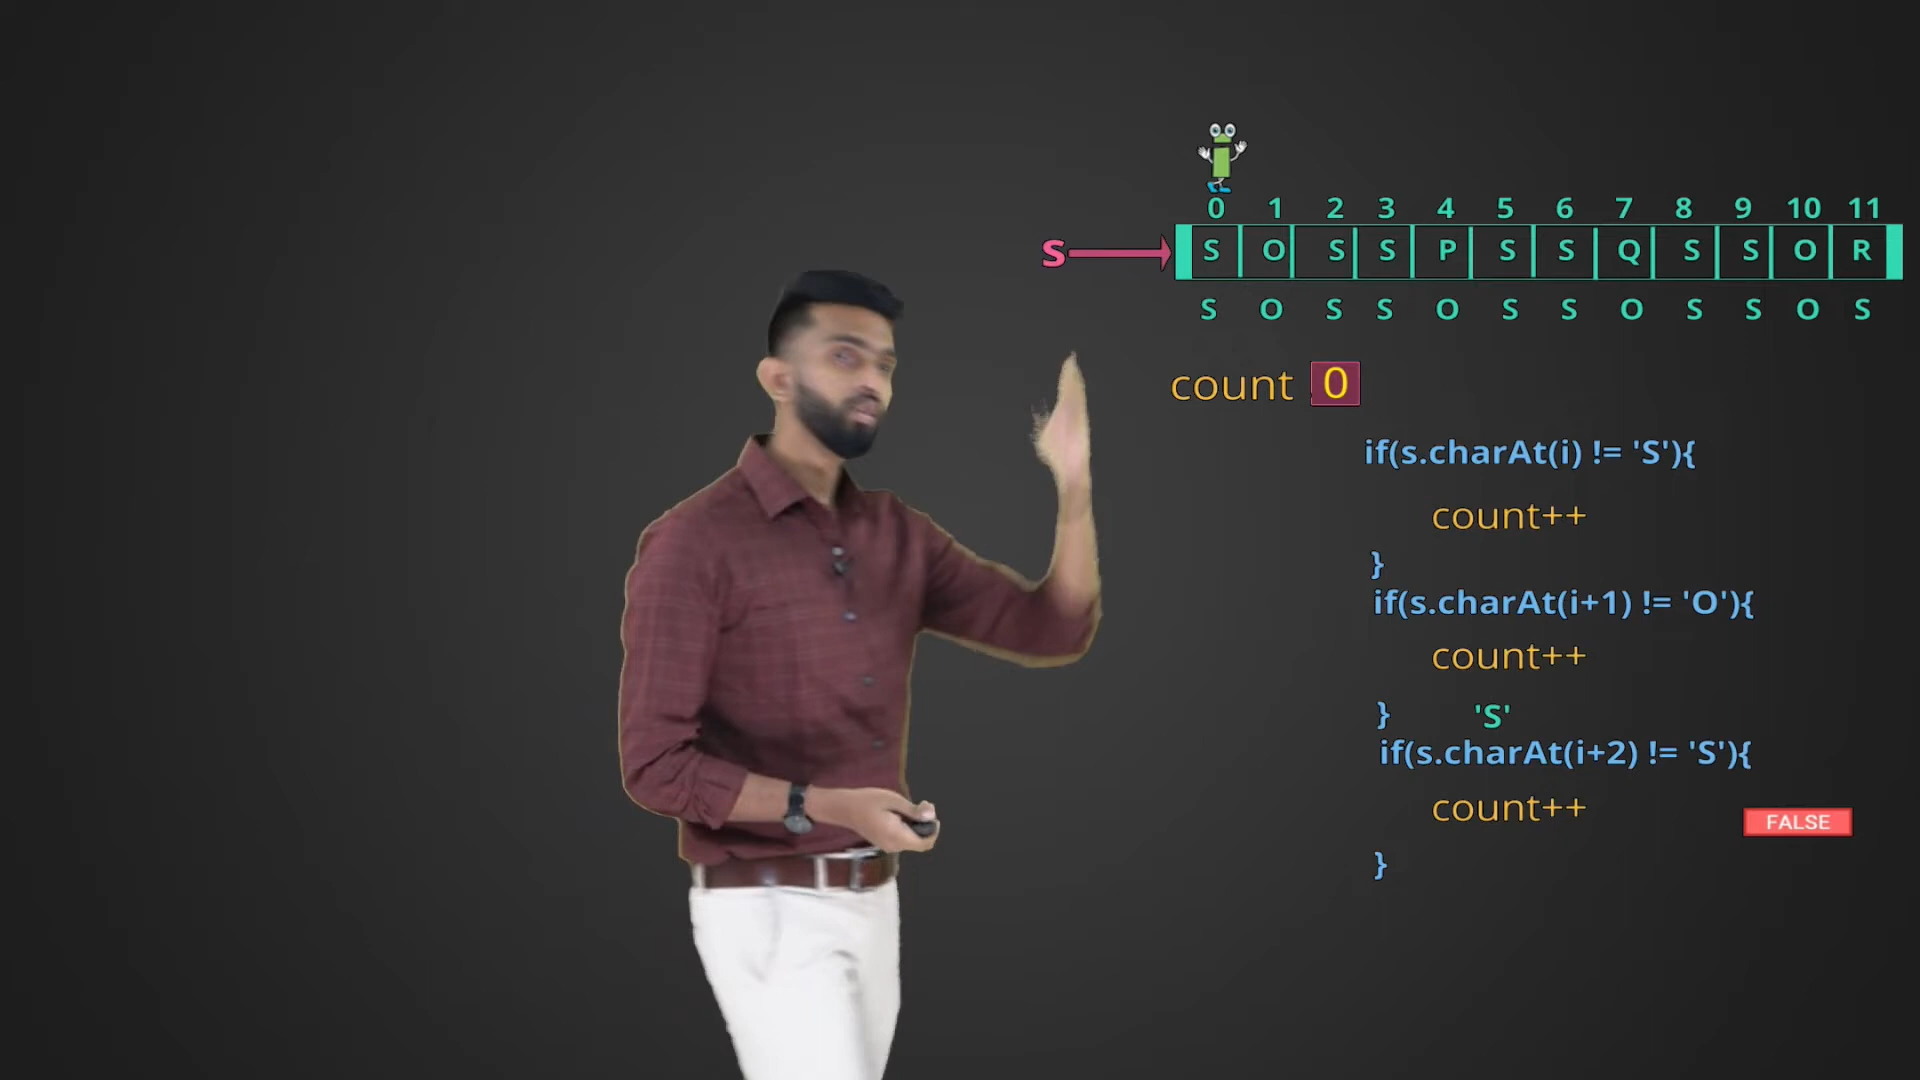 0 1 2 3 4 5 6 7 8 9 10 11
S S O S S P S S Q S S O R
S O S S O S S O S S O S
count 0
if(s.charAt(i) != 'S'){
count++
}
if(s.charAt(i+1) != 'O'){
count++
} 'S'
if(s.charAt(i+2) != 'S'){
count++
FALSE
}